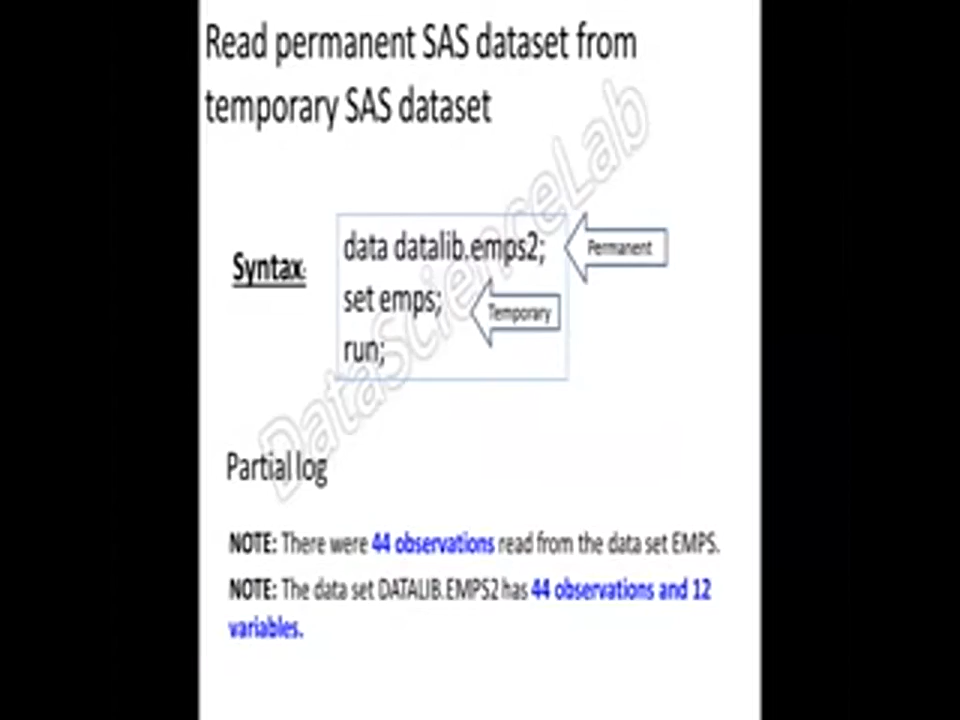 Read permanent SAS dataset from
temporary SAS dataset
Syntax:
data datalib.emps2;
Permanent
set emps;
Temporary
run;
DataScienceLab
Partial log
NOTE: There were 44 observations read from the data set EMPS.
NOTE: The data set DATALIB.EMPS2 has 44 observations and 12
variables.